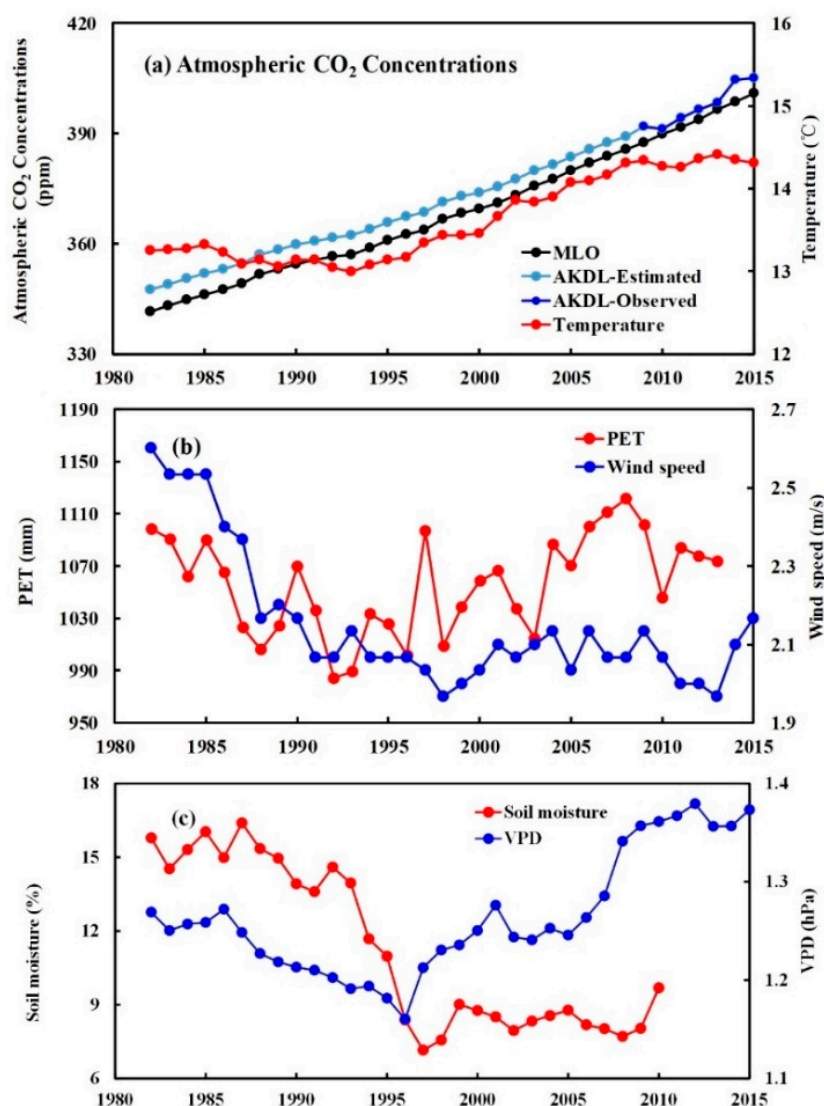 (a) Atmospheric CO₂ Concentrations
Atmospheric CO₂ Concentrations
(ppm)
420
390
360
330
16
15
14
13
12
Temperature (℃)
MLO
AKDL-Estimated
AKDL-Observed
Temperature
1980 1985 1990 1995 2000 2005 2010 2015
(b)
PET (mm)
1190
1150
1110
1070
1030
990
950
2.7
2.5
2.3
2.1
1.9
Wind speed (m/s)
PET
Wind speed
1980 1985 1990 1995 2000 2005 2010 2015
(c)
Soil moisture (%)
18
15
12
9
6
1.4
1.3
1.2
1.1
VPD (hPa)
Soil moisture
VPD
1980 1985 1990 1995 2000 2005 2010 2015